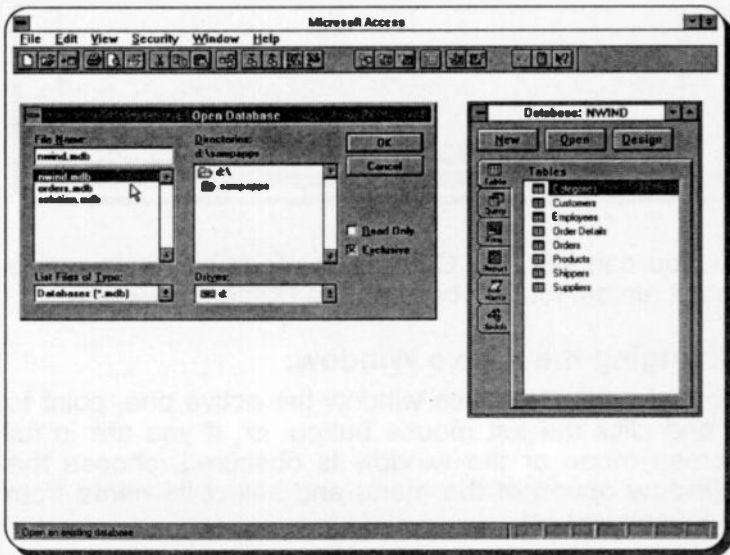 Microsoft Access
File Edit View Security Window Help
Open Database
File Name:
nwind.mdb
nwind.mdb
orders.mdb
solution.mdb
List Files of Type:
Databases (*.mdb)
Directories:
d:\sampapps
d:\
sampapps
Drives:
d:
OK
Cancel
Read Only
Exclusive
Database: NWIND
New Open Design
Table
Query
Form
Report
Macro
Module
Tables
Categories
Customers
Employees
Order Details
Orders
Products
Shippers
Suppliers
Open an existing database